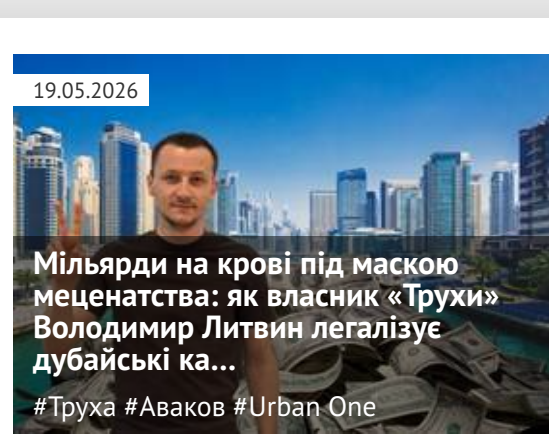 19.05.2026
Мільярди на крові під маскою
меценатства: як власник «Трухи»
Володимир Литвин легалізує
дубайські ка...
#Труха #Аваков #Urban One